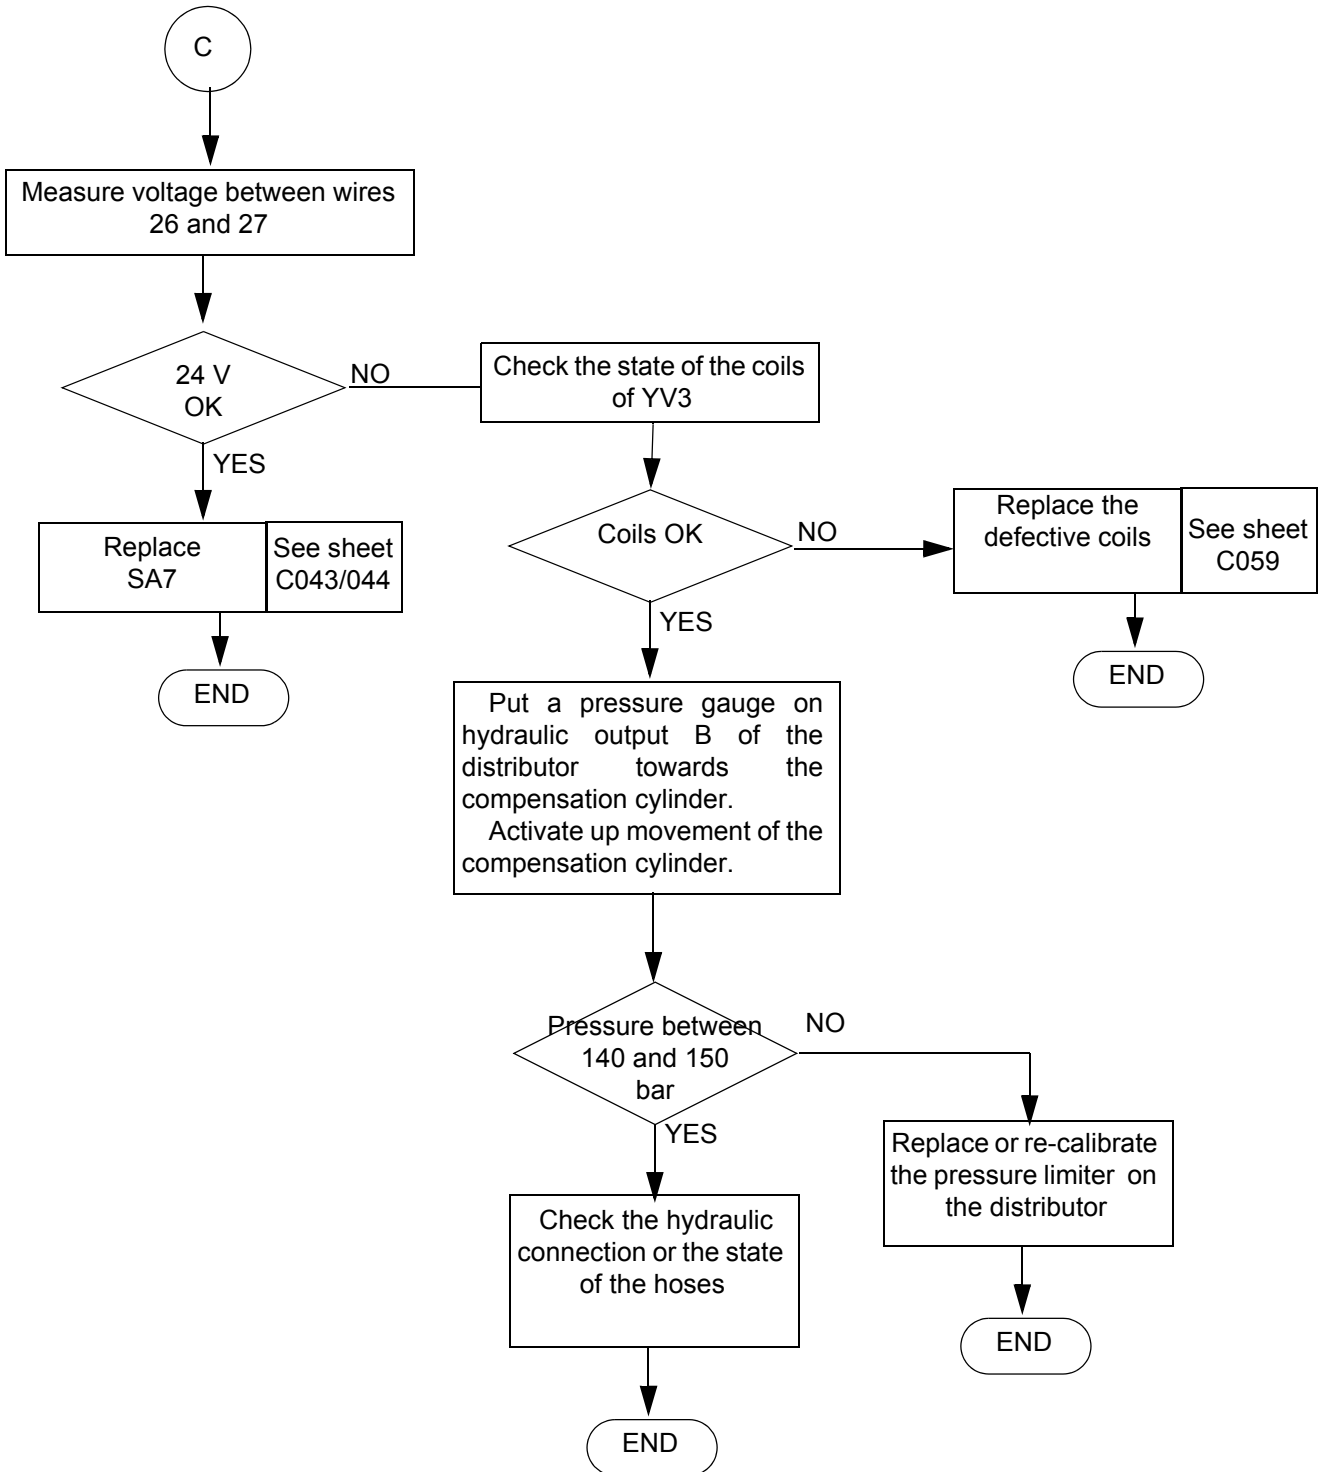 C
Measure voltage between wires
26 and 27
24 V
OK
NO
Check the state of the coils
of YV3
YES
Replace
SA7
See sheet
C043/044
END
Coils OK
NO
Replace the
defective coils
See sheet
C059
END
YES
Put a pressure gauge on
hydraulic output B of the
distributor towards the
compensation cylinder.
Activate up movement of the
compensation cylinder.
Pressure between
140 and 150
bar
NO
YES
Replace or re-calibrate
the pressure limiter on
the distributor
END
Check the hydraulic
connection or the state
of the hoses
END